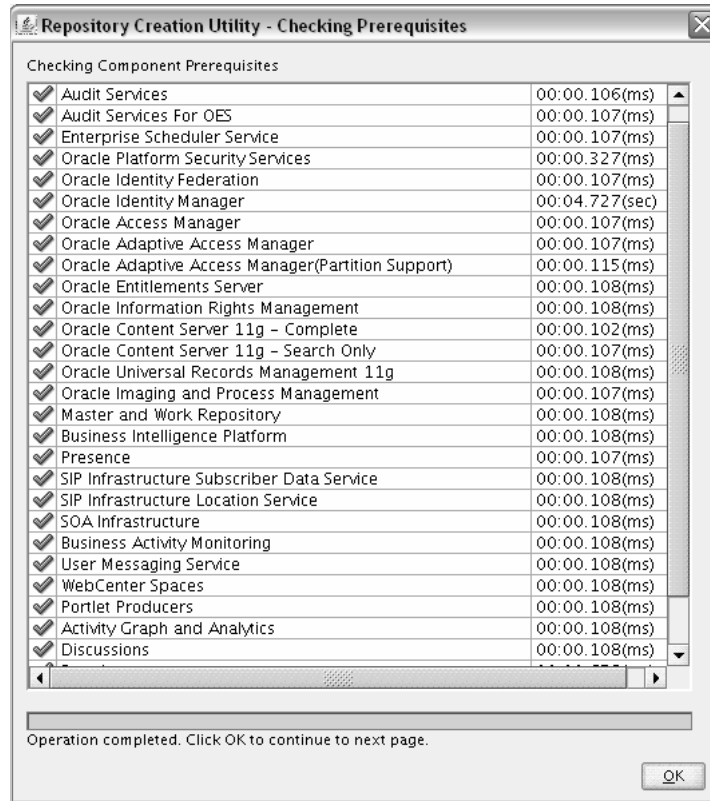 Repository Creation Utility - Checking Prerequisites
Checking Component Prerequisites
Audit Services 00:00.106(ms)
Audit Services For OES 00:00.107(ms)
Enterprise Scheduler Service 00:00.107(ms)
Oracle Platform Security Services 00:00.327(ms)
Oracle Identity Federation 00:00.107(ms)
Oracle Identity Manager 00:04.727(sec)
Oracle Access Manager 00:00.107(ms)
Oracle Adaptive Access Manager 00:00.107(ms)
Oracle Adaptive Access Manager(Partition Support) 00:00.115(ms)
Oracle Entitlements Server 00:00.108(ms)
Oracle Information Rights Management 00:00.108(ms)
Oracle Content Server 11g – Complete 00:00.102(ms)
Oracle Content Server 11g – Search Only 00:00.107(ms)
Oracle Universal Records Management 11g 00:00.108(ms)
Oracle Imaging and Process Management 00:00.107(ms)
Master and Work Repository 00:00.108(ms)
Business Intelligence Platform 00:00.108(ms)
Presence 00:00.107(ms)
SIP Infrastructure Subscriber Data Service 00:00.108(ms)
SIP Infrastructure Location Service 00:00.108(ms)
SOA Infrastructure 00:00.108(ms)
Business Activity Monitoring 00:00.108(ms)
User Messaging Service 00:00.108(ms)
WebCenter Spaces 00:00.108(ms)
Portlet Producers 00:00.108(ms)
Activity Graph and Analytics 00:00.108(ms)
Discussions 00:00.108(ms)
Operation completed. Click OK to continue to next page.
OK